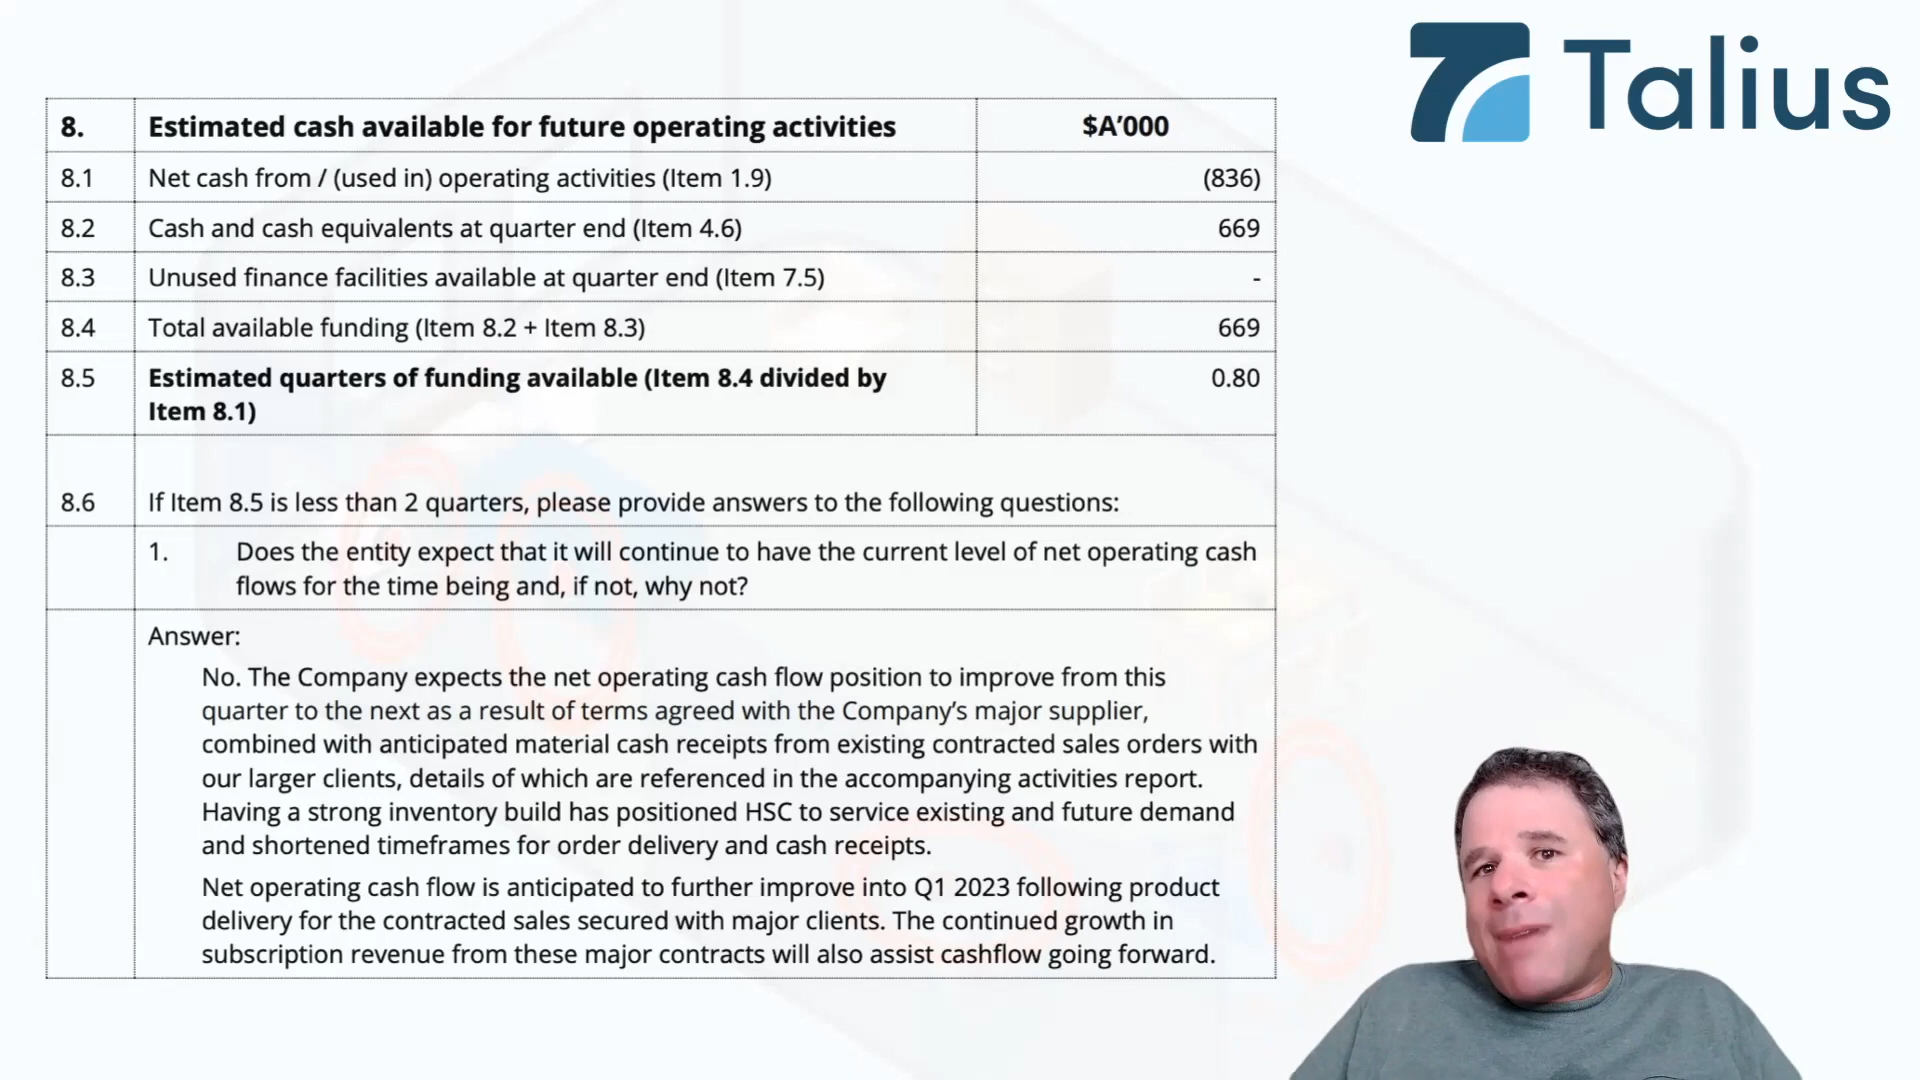 Talius
8. Estimated cash available for future operating activities $A’000
8.1 Net cash from / (used in) operating activities (Item 1.9) (836)
8.2 Cash and cash equivalents at quarter end (Item 4.6) 669
8.3 Unused finance facilities available at quarter end (Item 7.5) -
8.4 Total available funding (Item 8.2 + Item 8.3) 669
8.5 Estimated quarters of funding available (Item 8.4 divided by 0.80
Item 8.1)
8.6 If Item 8.5 is less than 2 quarters, please provide answers to the following questions:
1. Does the entity expect that it will continue to have the current level of net operating cash
flows for the time being and, if not, why not?
Answer:
No. The Company expects the net operating cash flow position to improve from this
quarter to the next as a result of terms agreed with the Company’s major supplier,
combined with anticipated material cash receipts from existing contracted sales orders with
our larger clients, details of which are referenced in the accompanying activities report.
Having a strong inventory build has positioned HSC to service existing and future demand
and shortened timeframes for order delivery and cash receipts.
Net operating cash flow is anticipated to further improve into Q1 2023 following product
delivery for the contracted sales secured with major clients. The continued growth in
subscription revenue from these major contracts will also assist cashflow going forward.